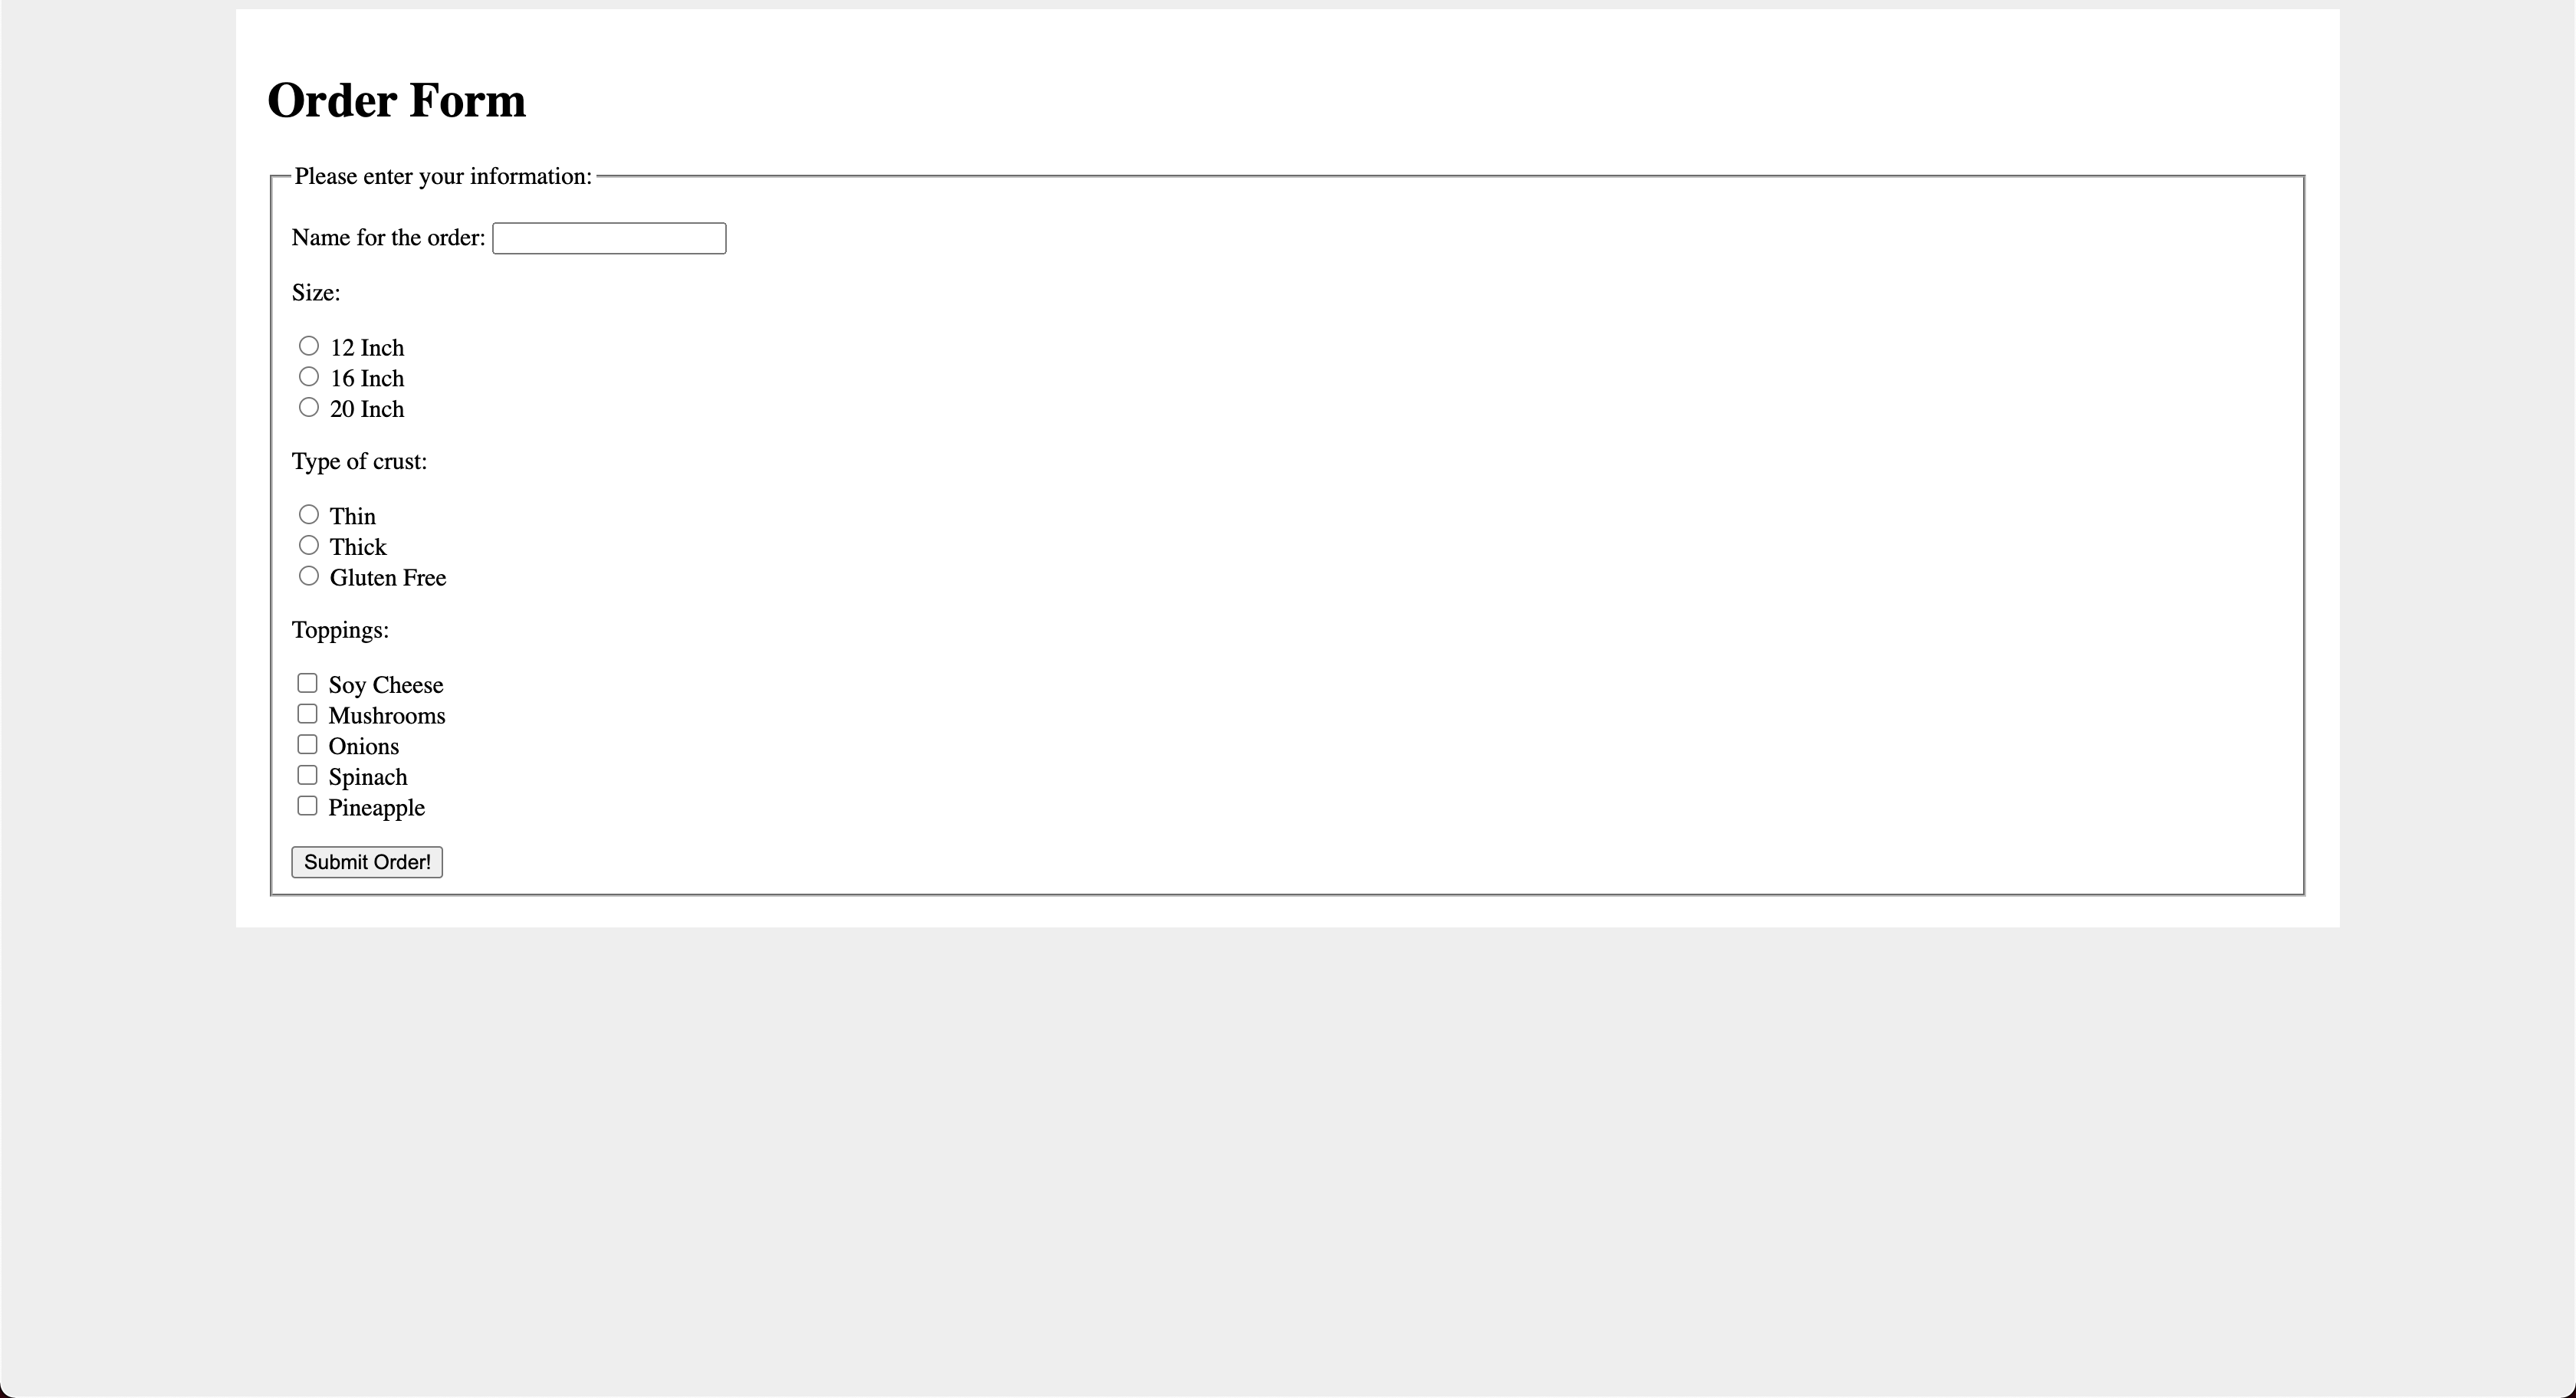 Order Form
Please enter your information:
Name for the order:
Size:
12 Inch
16 Inch
20 Inch
Type of crust:
Thin
Thick
Gluten Free
Toppings:
Soy Cheese
Mushrooms
Onions
Spinach
Pineapple
Submit Order!